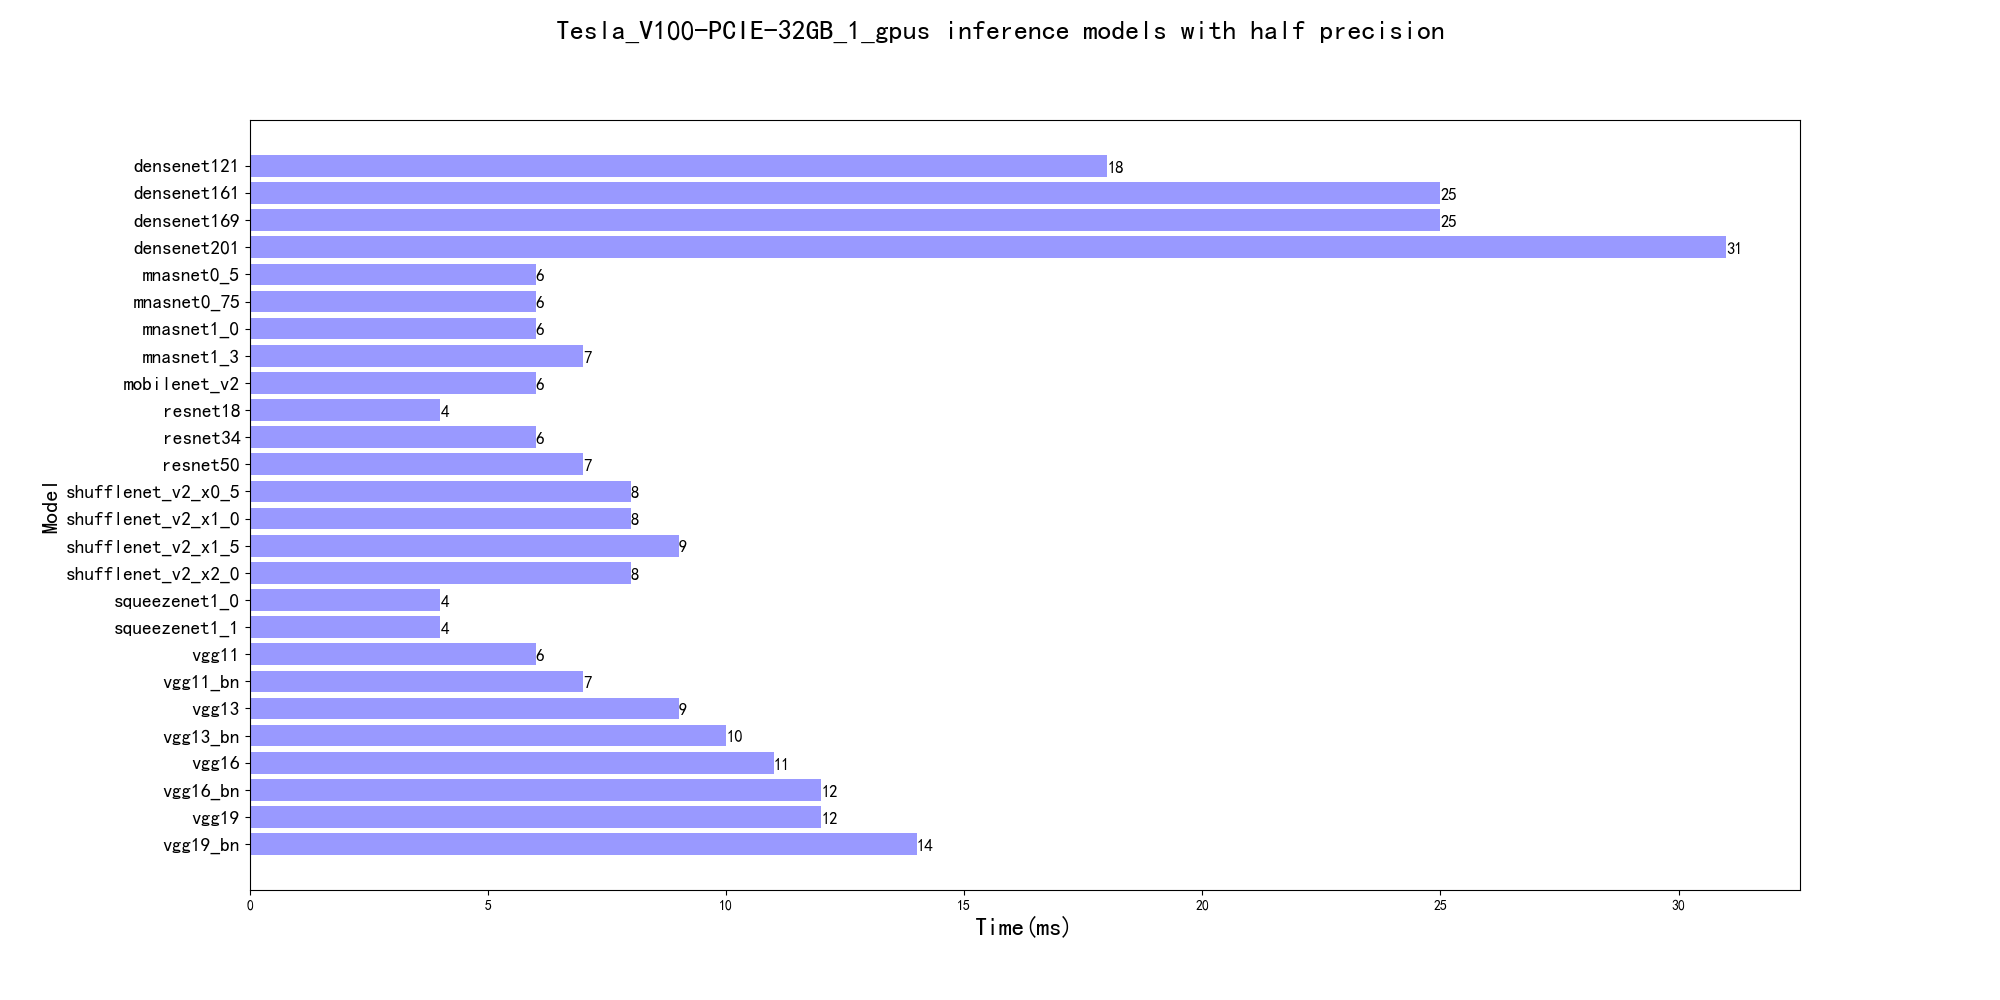 Tesla_V100-PCIE-32GB_1_gpus inference models with half precision
densenet121 18
densenet161 25
densenet169 25
densenet201 31
mnasnet0_5 6
mnasnet0_75 6
mnasnet1_0 6
mnasnet1_3 7
mobilenet_v2 6
resnet18 4
resnet34 6
resnet50 7
shufflenet_v2_x0_5 8
shufflenet_v2_x1_0 8
shufflenet_v2_x1_5 9
shufflenet_v2_x2_0 8
squeezenet1_0 4
squeezenet1_1 4
vgg11 6
vgg11_bn 7
vgg13 9
vgg13_bn 10
vgg16 11
vgg16_bn 12
vgg19 12
vgg19_bn 14
Model
0 5 10 15 20 25 30
Time(ms)